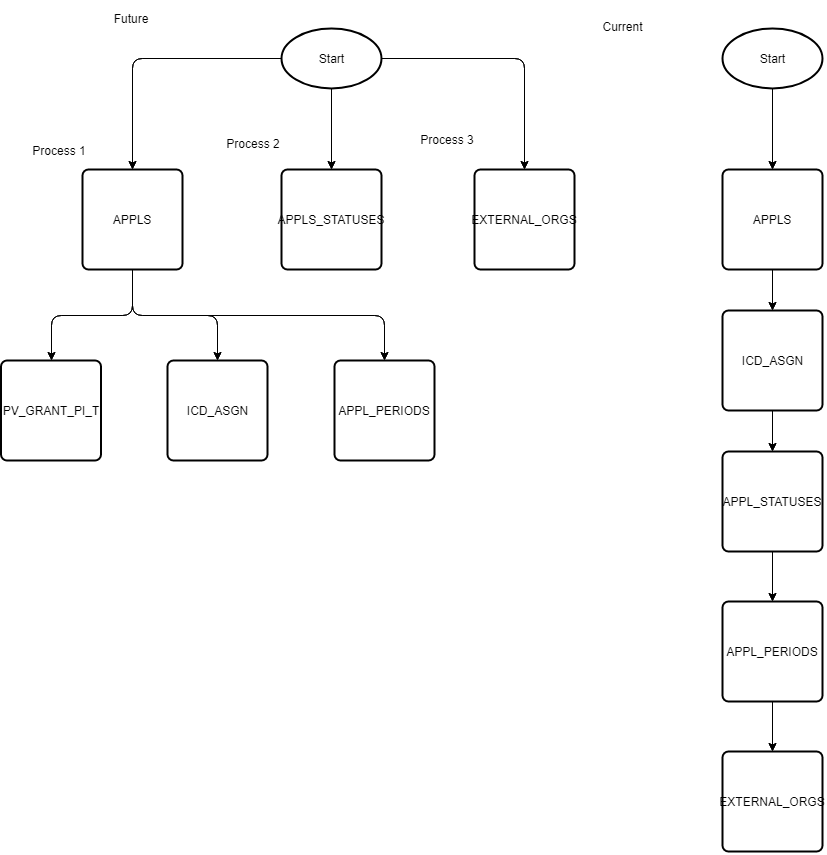 Future
Current
Start
Start
Process 1
Process 2
Process 3
APPLS
APPLS_STATUSES
EXTERNAL_ORGS
APPLS
PV_GRANT_PI_T
ICD_ASGN
APPL_PERIODS
ICD_ASGN
APPL_STATUSES
APPL_PERIODS
EXTERNAL_ORGS